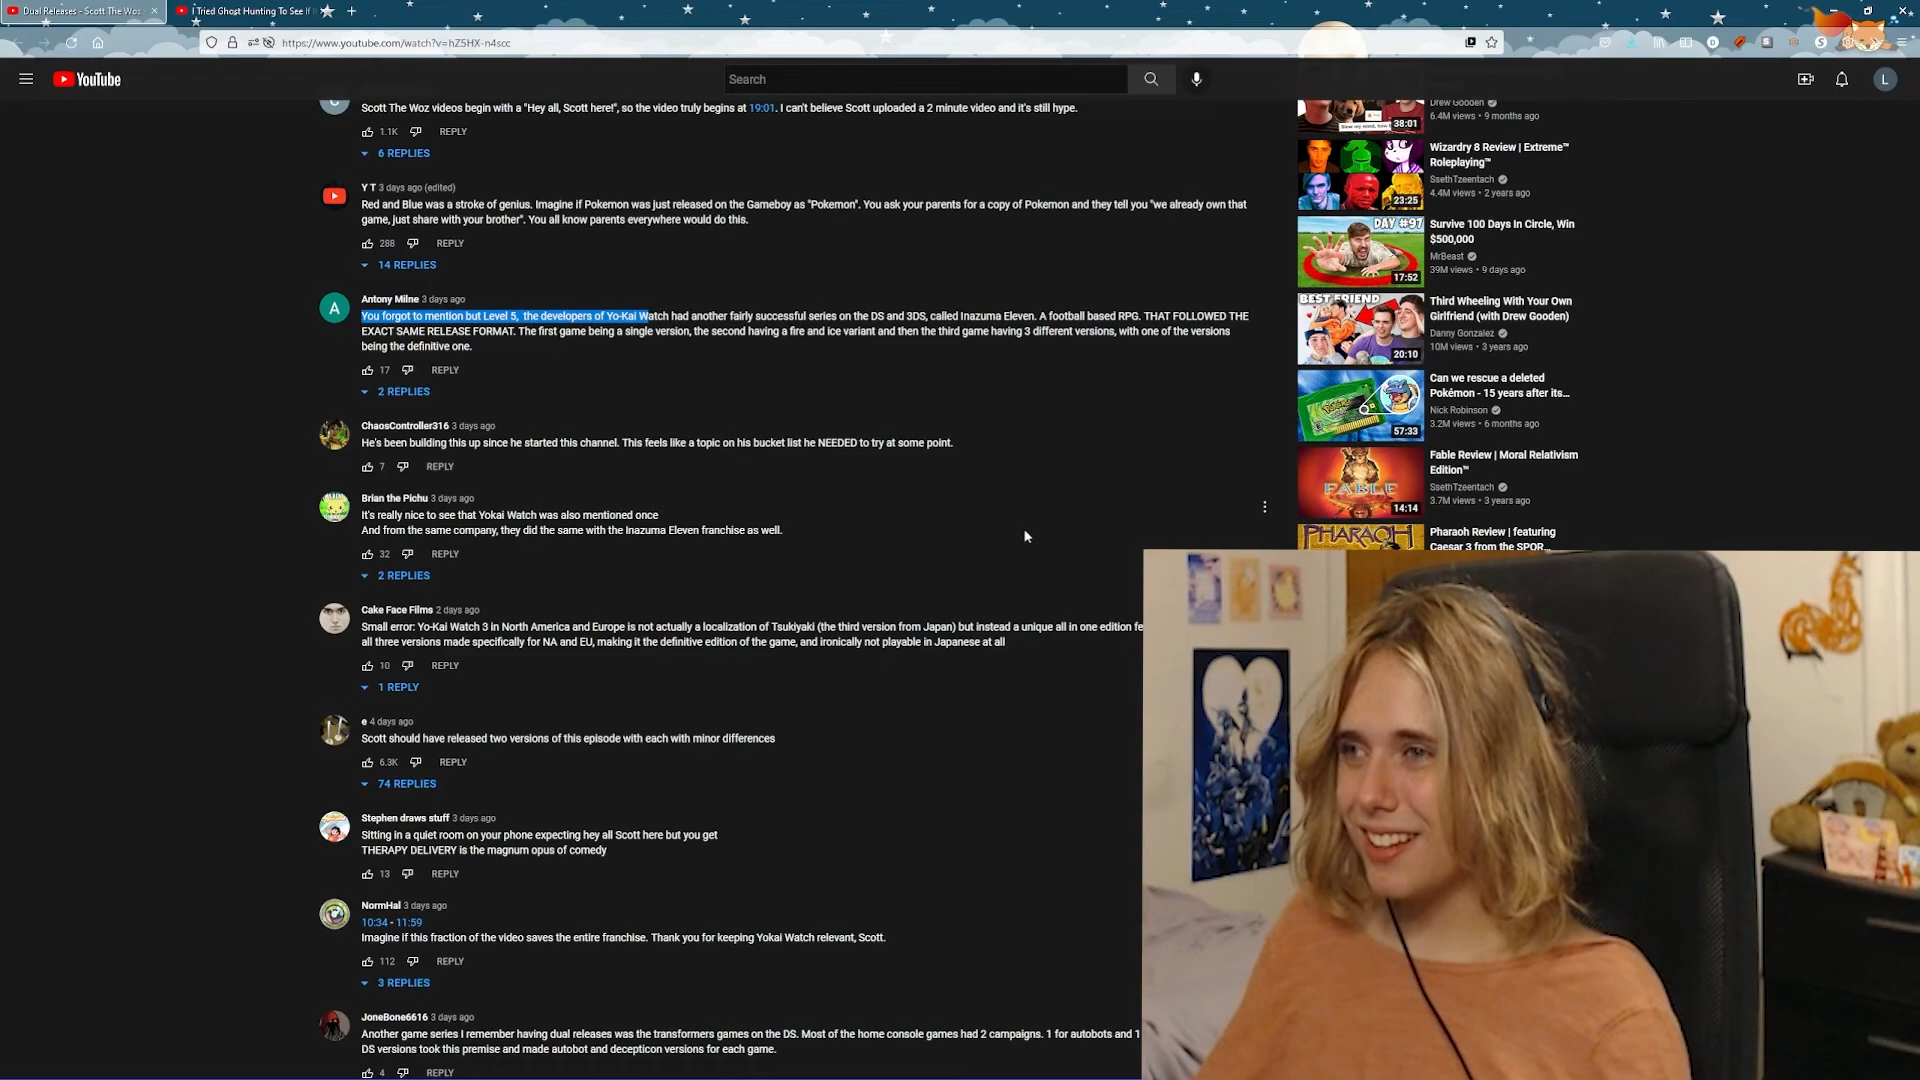 Dual Releases - Scott The Woz
I Tried Ghost Hunting To See If
https://www.youtube.com/watch?v=hZ5HX-n4scc
YouTube
Search
L
Scott The Woz videos begin with a "Hey all, Scott here!", so the video truly begins at 19:01. I can't believe Scott uploaded a 2 minute video and it's still hype.
1.1K REPLY
6 REPLIES
Y T 3 days ago (edited)
Red and Blue was a stroke of genius. Imagine if Pokemon was just released on the Gameboy as "Pokemon". You ask your parents for a copy of Pokemon and they tell you "we already own that
game, just share with your brother". You all know parents everywhere would do this.
288 REPLY
14 REPLIES
A
Antony Milne 3 days ago
You forgot to mention but Level 5, the developers of Yo-Kai Watch had another fairly successful series on the DS and 3DS, called Inazuma Eleven. A football based RPG. THAT FOLLOWED THE
EXACT SAME RELEASE FORMAT. The first game being a single version, the second having a fire and ice variant and then the third game having 3 different versions, with one of the versions
being the definitive one.
17 REPLY
2 REPLIES
ChaosController316 3 days ago
He's been building this up since he started this channel. This feels like a topic on his bucket list he NEEDED to try at some point.
7 REPLY
Brian the Pichu 3 days ago
It's really nice to see that Yokai Watch was also mentioned once
And from the same company, they did the same with the Inazuma Eleven franchise as well.
32 REPLY
2 REPLIES
Cake Face Films 2 days ago
Small error: Yo-Kai Watch 3 in North America and Europe is not actually a localization of Tsukiyaki (the third version from Japan) but instead a unique all in one edition fe
all three versions made specifically for NA and EU, making it the definitive edition of the game, and ironically not playable in Japanese at all
10 REPLY
1 REPLY
e 4 days ago
Scott should have released two versions of this episode with each with minor differences
6.3K REPLY
74 REPLIES
Stephen draws stuff 3 days ago
Sitting in a quiet room on your phone expecting hey all Scott here but you get
THERAPY DELIVERY is the magnum opus of comedy
13 REPLY
NormHal 3 days ago
10:34 - 11:59
Imagine if this fraction of the video saves the entire franchise. Thank you for keeping Yokai Watch relevant, Scott.
112 REPLY
3 REPLIES
JoneBone6616 3 days ago
Another game series I remember having dual releases was the transformers games on the DS. Most of the home console games had 2 campaigns. 1 for autobots and 1
DS versions took this premise and made autobot and decepticon versions for each game.
4 REPLY
Drew Gooden
6.4M views • 9 months ago
38:01
Wizardry 8 Review | Extreme™
Roleplaying™
SsethTzeentach
4.4M views • 2 years ago
23:25
DAY #97
Survive 100 Days In Circle, Win
$500,000
MrBeast
39M views • 9 days ago
17:52
BEST FRIEND
Third Wheeling With Your Own
Girlfriend (with Drew Gooden)
Danny Gonzalez
10M views • 3 years ago
20:10
Can we rescue a deleted
Pokémon - 15 years after its...
Nick Robinson
3.2M views • 6 months ago
57:33
FABLE
Fable Review | Moral Relativism
Edition™
SsethTzeentach
3.7M views • 3 years ago
14:14
PHARAOH
Pharaoh Review | featuring
Caesar 3 from the SPQR...